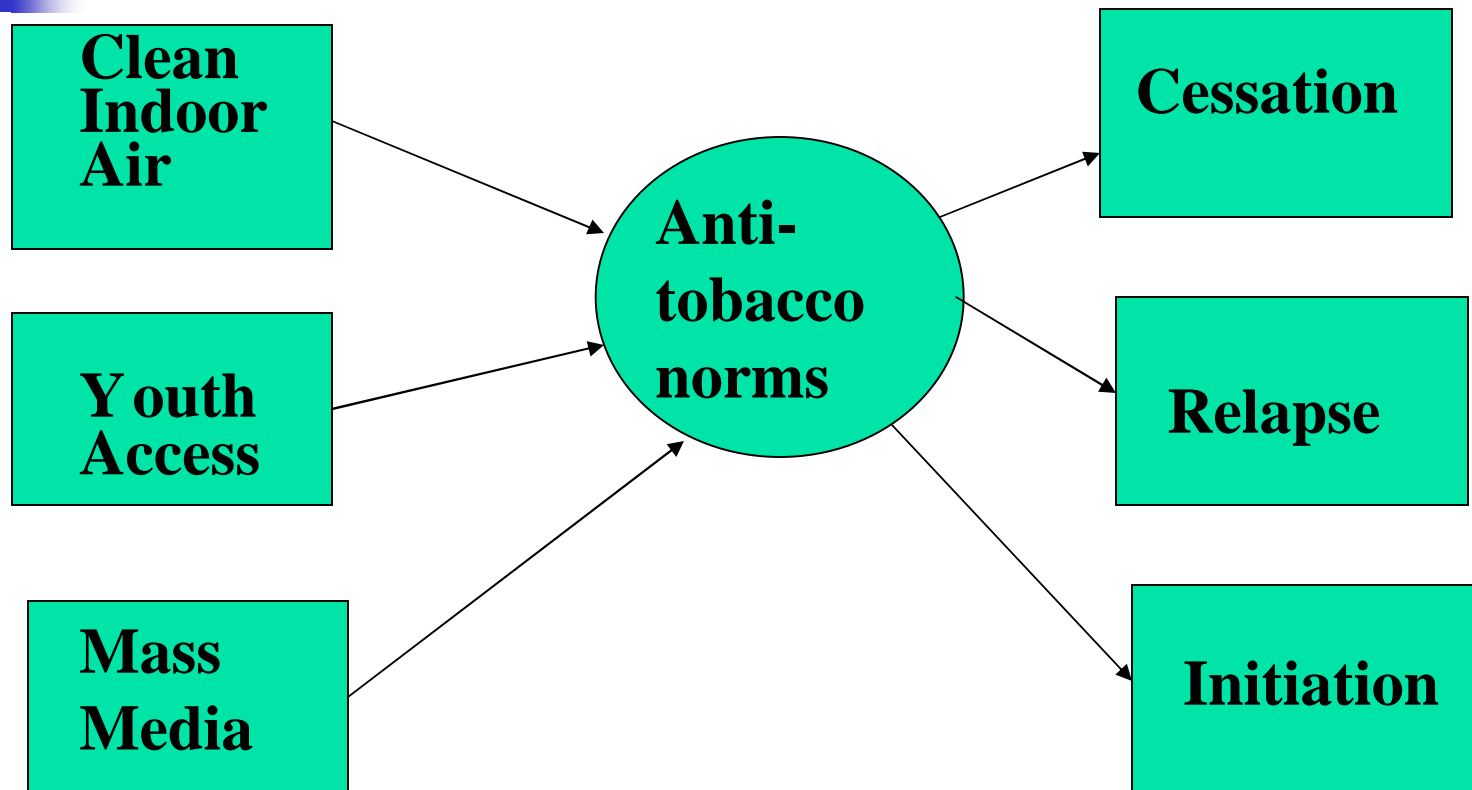 Clean
Indoor
Air
Youth
Access
Mass
Media
Anti-
tobacco
norms
Cessation
Relapse
Initiation